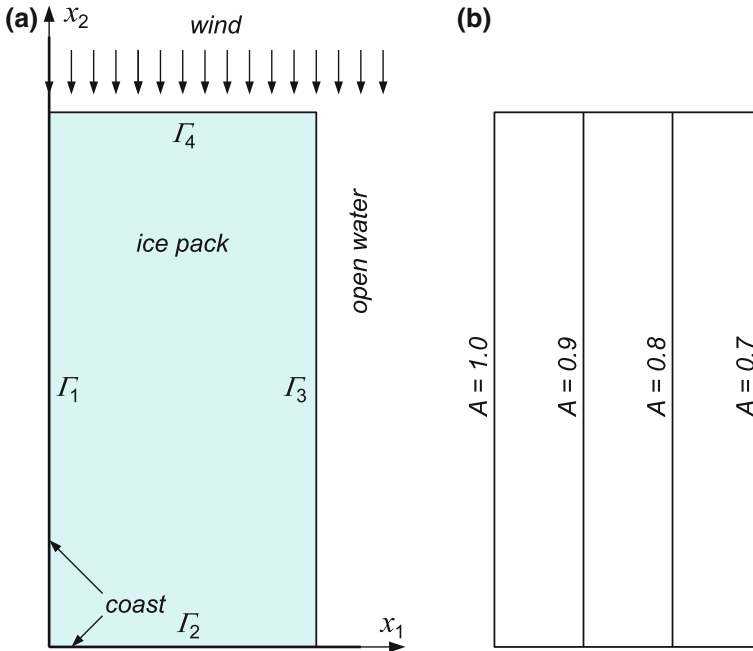 (a)
x₂
wind
Γ₄
ice pack
open water
Γ₁
Γ₃
coast
Γ₂
x₁
(b)
A = 1.0
A = 0.9
A = 0.8
A = 0.7